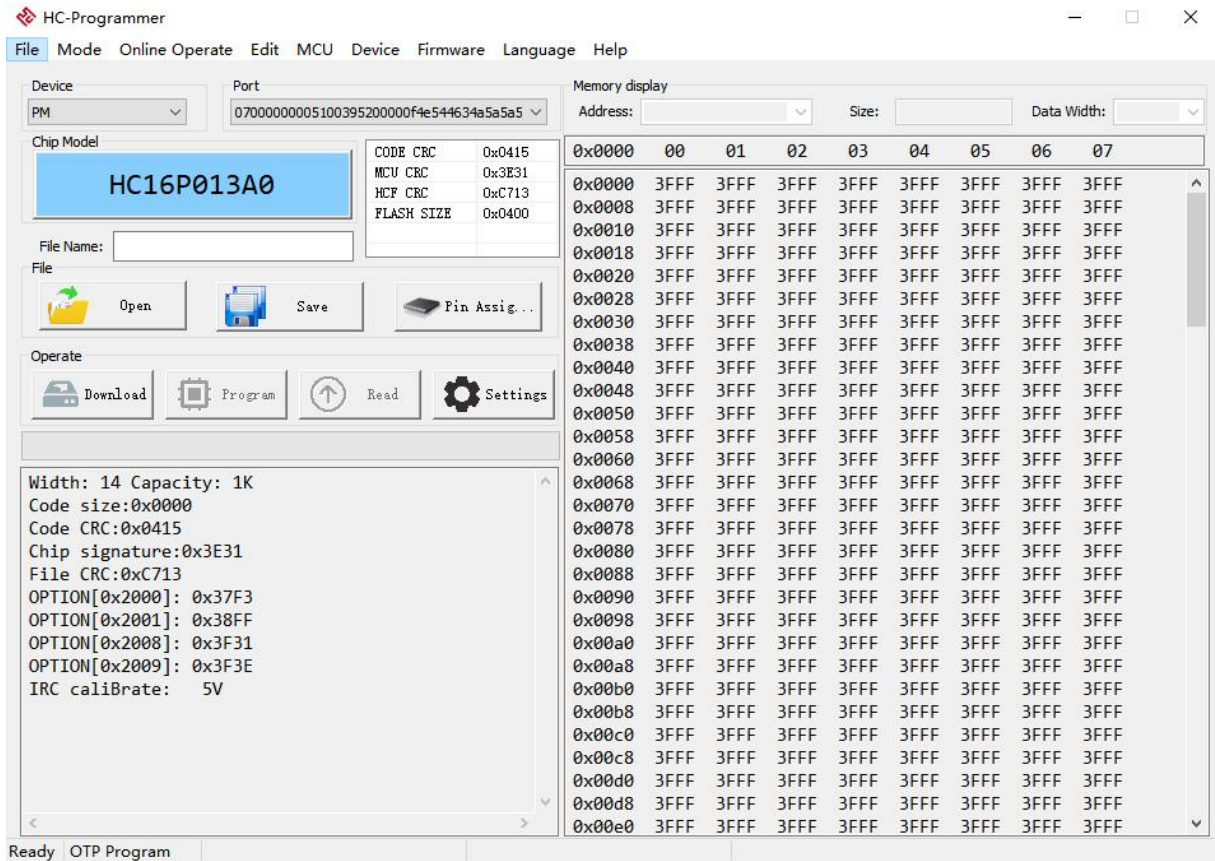 HC-Programmer
File Mode Online Operate Edit MCU Device Firmware Language Help
Device
PM
Port
07000000005100395200000f4e544634a5a5a5
Chip Model
HC16P013A0
CODE CRC 0x0415
MCU CRC 0x3E31
HCF CRC 0xC713
FLASH SIZE 0x0400
File Name:
File
Open Save Pin Assig...
Operate
Download Program Read Settings
Width: 14 Capacity: 1K
Code size:0x0000
Code CRC:0x0415
Chip signature:0x3E31
File CRC:0xC713
OPTION[0x2000]: 0x37F3
OPTION[0x2001]: 0x38FF
OPTION[0x2008]: 0x3F31
OPTION[0x2009]: 0x3F3E
IRC caliBrate: 5V
Memory display
Address: Size: Data Width:
0x0000 00 01 02 03 04 05 06 07
0x0000 3FFF 3FFF 3FFF 3FFF 3FFF 3FFF 3FFF 3FFF
0x0008 3FFF 3FFF 3FFF 3FFF 3FFF 3FFF 3FFF 3FFF
0x0010 3FFF 3FFF 3FFF 3FFF 3FFF 3FFF 3FFF 3FFF
0x0018 3FFF 3FFF 3FFF 3FFF 3FFF 3FFF 3FFF 3FFF
0x0020 3FFF 3FFF 3FFF 3FFF 3FFF 3FFF 3FFF 3FFF
0x0028 3FFF 3FFF 3FFF 3FFF 3FFF 3FFF 3FFF 3FFF
0x0030 3FFF 3FFF 3FFF 3FFF 3FFF 3FFF 3FFF 3FFF
0x0038 3FFF 3FFF 3FFF 3FFF 3FFF 3FFF 3FFF 3FFF
0x0040 3FFF 3FFF 3FFF 3FFF 3FFF 3FFF 3FFF 3FFF
0x0048 3FFF 3FFF 3FFF 3FFF 3FFF 3FFF 3FFF 3FFF
0x0050 3FFF 3FFF 3FFF 3FFF 3FFF 3FFF 3FFF 3FFF
0x0058 3FFF 3FFF 3FFF 3FFF 3FFF 3FFF 3FFF 3FFF
0x0060 3FFF 3FFF 3FFF 3FFF 3FFF 3FFF 3FFF 3FFF
0x0068 3FFF 3FFF 3FFF 3FFF 3FFF 3FFF 3FFF 3FFF
0x0070 3FFF 3FFF 3FFF 3FFF 3FFF 3FFF 3FFF 3FFF
0x0078 3FFF 3FFF 3FFF 3FFF 3FFF 3FFF 3FFF 3FFF
0x0080 3FFF 3FFF 3FFF 3FFF 3FFF 3FFF 3FFF 3FFF
0x0088 3FFF 3FFF 3FFF 3FFF 3FFF 3FFF 3FFF 3FFF
0x0090 3FFF 3FFF 3FFF 3FFF 3FFF 3FFF 3FFF 3FFF
0x0098 3FFF 3FFF 3FFF 3FFF 3FFF 3FFF 3FFF 3FFF
0x00a0 3FFF 3FFF 3FFF 3FFF 3FFF 3FFF 3FFF 3FFF
0x00a8 3FFF 3FFF 3FFF 3FFF 3FFF 3FFF 3FFF 3FFF
0x00b0 3FFF 3FFF 3FFF 3FFF 3FFF 3FFF 3FFF 3FFF
0x00b8 3FFF 3FFF 3FFF 3FFF 3FFF 3FFF 3FFF 3FFF
0x00c0 3FFF 3FFF 3FFF 3FFF 3FFF 3FFF 3FFF 3FFF
0x00c8 3FFF 3FFF 3FFF 3FFF 3FFF 3FFF 3FFF 3FFF
0x00d0 3FFF 3FFF 3FFF 3FFF 3FFF 3FFF 3FFF 3FFF
0x00d8 3FFF 3FFF 3FFF 3FFF 3FFF 3FFF 3FFF 3FFF
0x00e0 3FFF 3FFF 3FFF 3FFF 3FFF 3FFF 3FFF 3FFF
Ready OTP Program